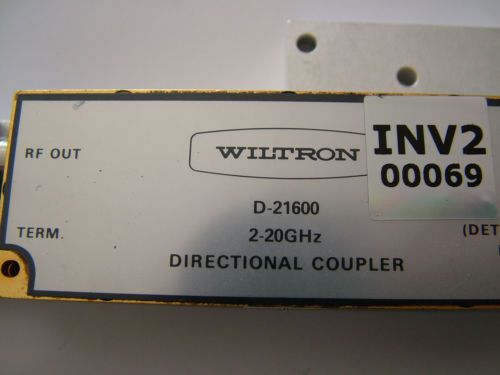 RF OUT
WILTRON
INV2
00069
D-21600
TERM.
2-20GHz
(DET
DIRECTIONAL COUPLER